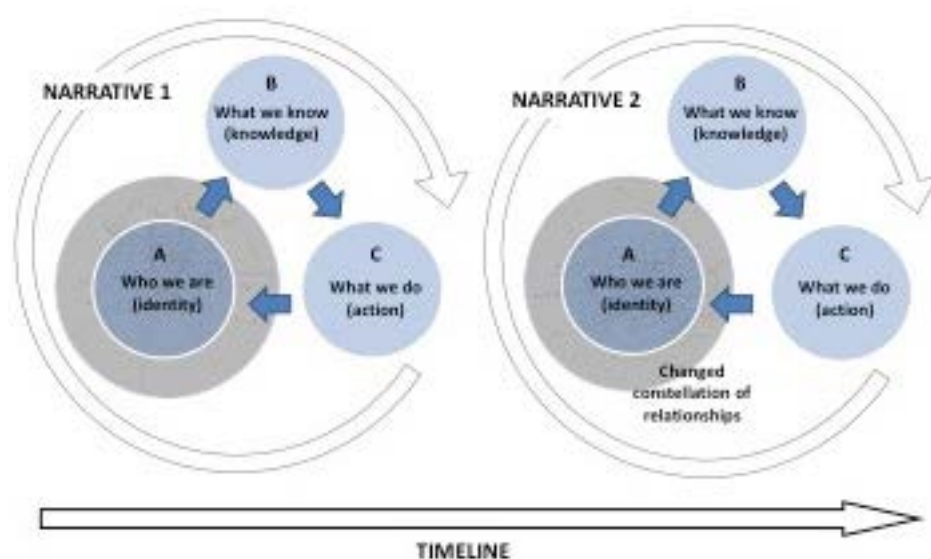 NARRATIVE 1
B
What we know
(knowledge)
A
Who we are
(identity)
C
What we do
(action)
NARRATIVE 2
B
What we know
(knowledge)
A
Who we are
(identity)
C
What we do
(action)
Changed
constellation of
relationships
TIMELINE